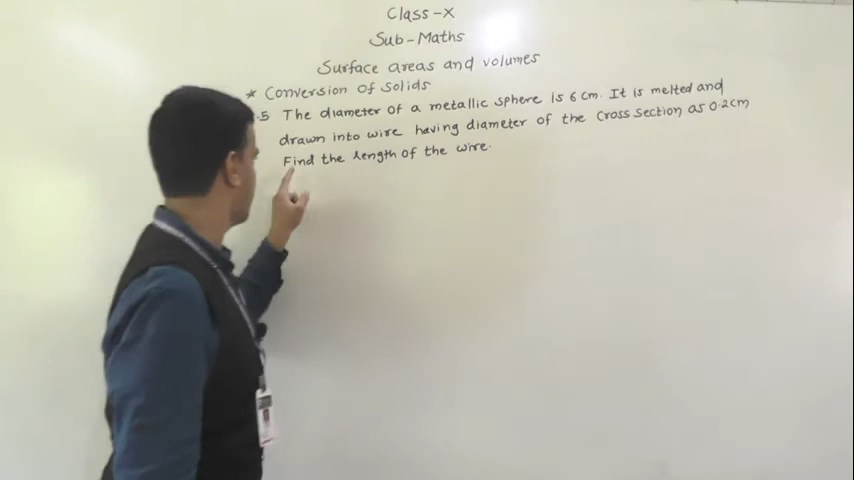 Class-X
Sub-Maths
Surface areas and volumes
* Conversion of solids
.5 The diameter of a metallic sphere is 6 cm. It is melted and
drawn into wire having diameter of the cross section as 0.2cm
Find the length of the wire.